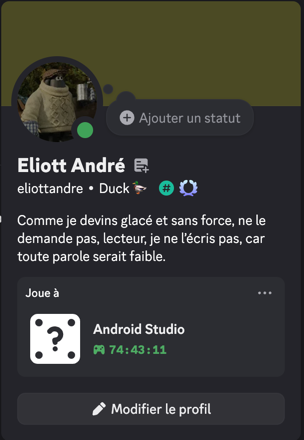 Ajouter un statut
Eliott André
eliottandre • Duck🦆 #
Comme je devins glacé et sans force, ne le
demande pas, lecteur, je ne l'écris pas, car
toute parole serait faible.
Joue à
?
Android Studio
74:43:11
Modifier le profil